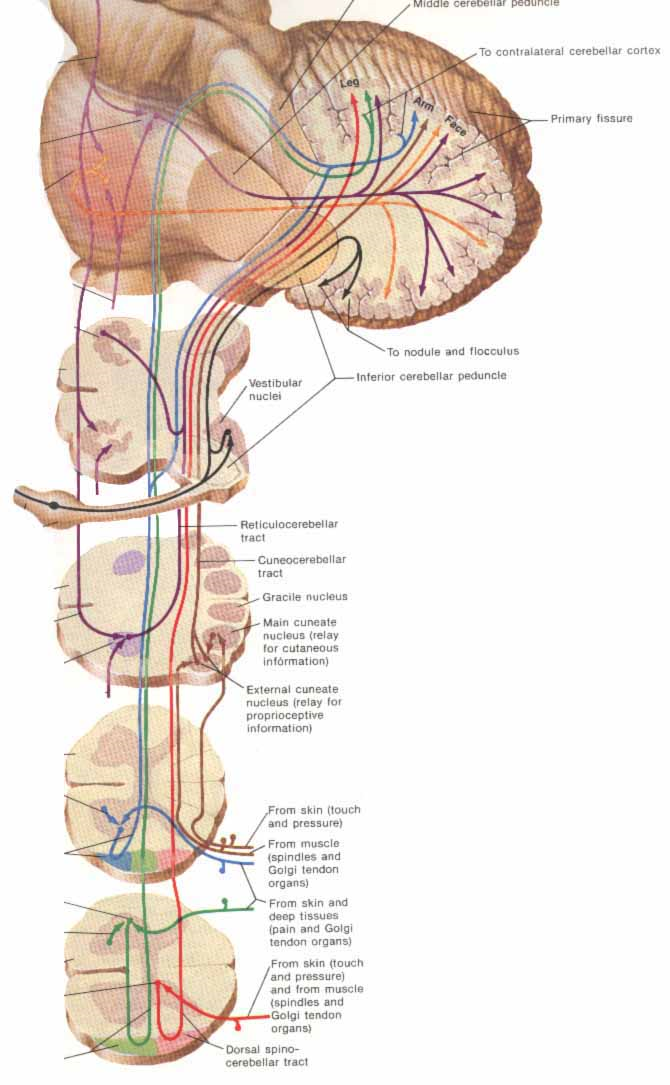 Middle cerebellar peduncle
To contralateral cerebellar cortex
Leg
Arm
Face
Primary fissure
To nodule and flocculus
Inferior cerebellar peduncle
Vestibular
nuclei
Reticulocerebellar
tract
Cuneocerebellar
tract
Gracile nucleus
Main cuneate
nucleus (relay
for cutaneous
information)
External cuneate
nucleus (relay for
proprioceptive
information)
From skin (touch
and pressure)
From muscle
(spindles and
Golgi tendon
organs)
From skin and
deep tissues
(pain and Golgi
tendon organs)
From skin (touch
and pressure)
and from muscle
(spindles and
Golgi tendon
organs)
Dorsal spino-
cerebellar tract